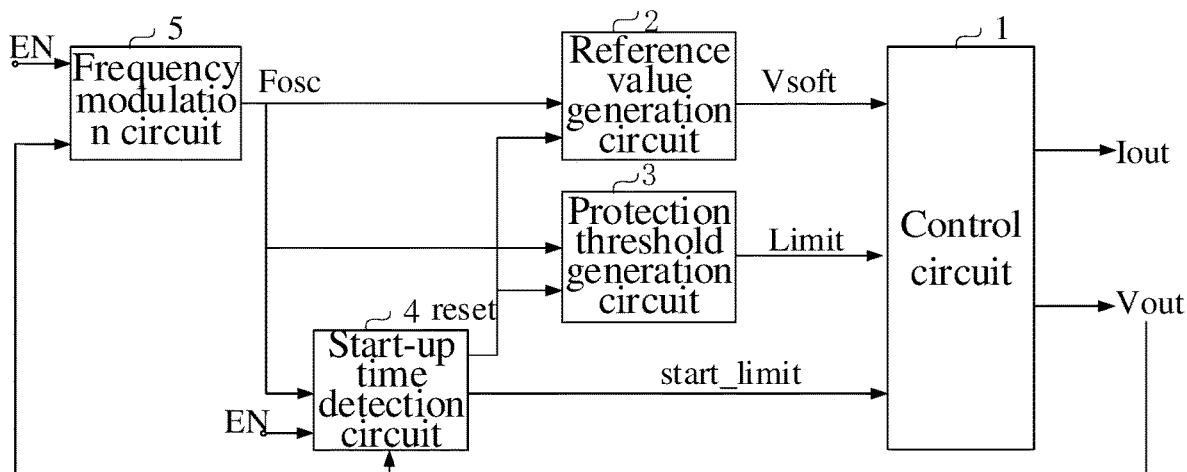 5
EN
Frequency
modulatio
n circuit
Fosc
2
Reference
value
generation
circuit
Vsoft
1
Control
circuit
Iout
Vout
3
Protection
threshold
generation
circuit
Limit
4
reset
Start-up
time
detection
circuit
start_limit
EN